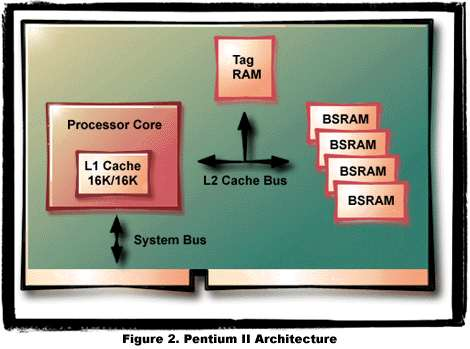 Tag
RAM
Processor Core
L1 Cache
16K/16K
L2 Cache Bus
BSRAM
BSRAM
BSRAM
BSRAM
System Bus
Figure 2. Pentium II Architecture